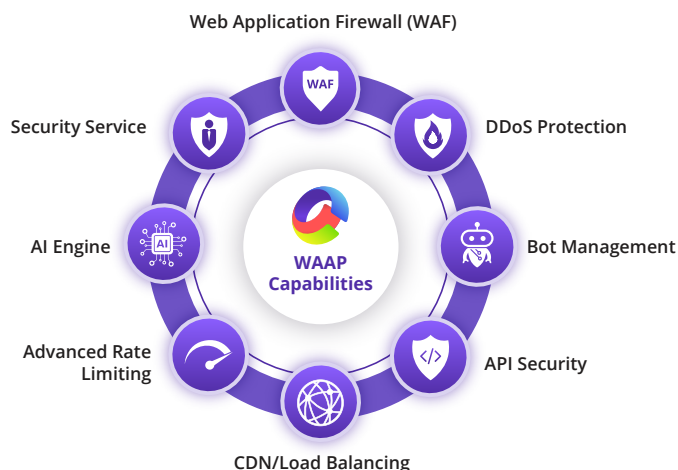 Web Application Firewall (WAF)
WAF
Security Service
DDoS Protection
AI Engine
AI
WAAP
Capabilities
Bot Management
Advanced Rate
Limiting
</>
API Security
CDN/Load Balancing